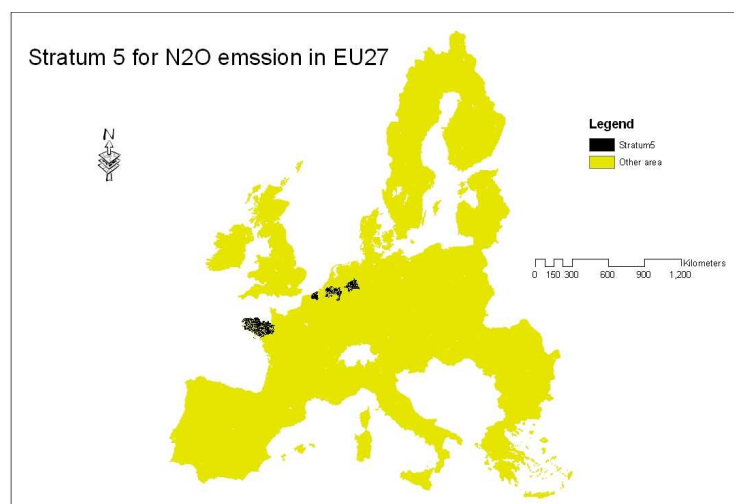 Stratum 5 for N2O emssion in EU27
N
Legend
Stratum5
Other area
Kilometers
0 150 300 600 900 1,200